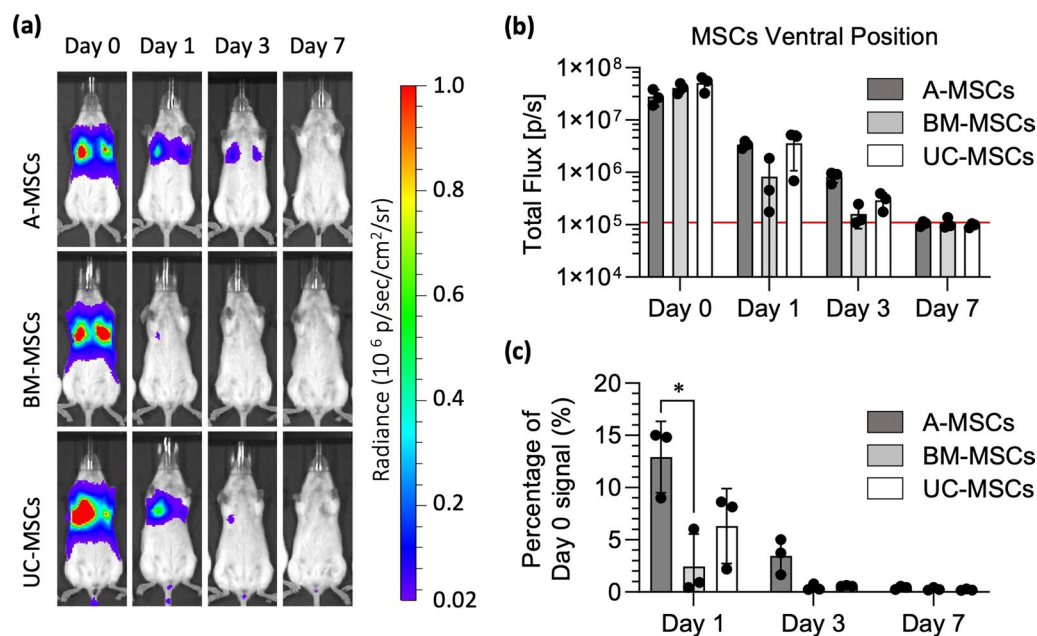 (a)
Day 0 Day 1 Day 3 Day 7
A-MSCs
BM-MSCs
UC-MSCs
1.0
0.8
0.6
0.4
0.2
0.02
Radiance (10 6 p/sec/cm2/sr)
(b)
MSCs Ventral Position
Total Flux [p/s]
1×10⁸
1×10⁷
1×10⁶
1×10⁵
1×10⁴
Day 0 Day 1 Day 3 Day 7
A-MSCs
BM-MSCs
UC-MSCs
(c)
Percentage of
Day 0 signal (%)
20
15
10
5
0
*
Day 1 Day 3 Day 7
A-MSCs
BM-MSCs
UC-MSCs